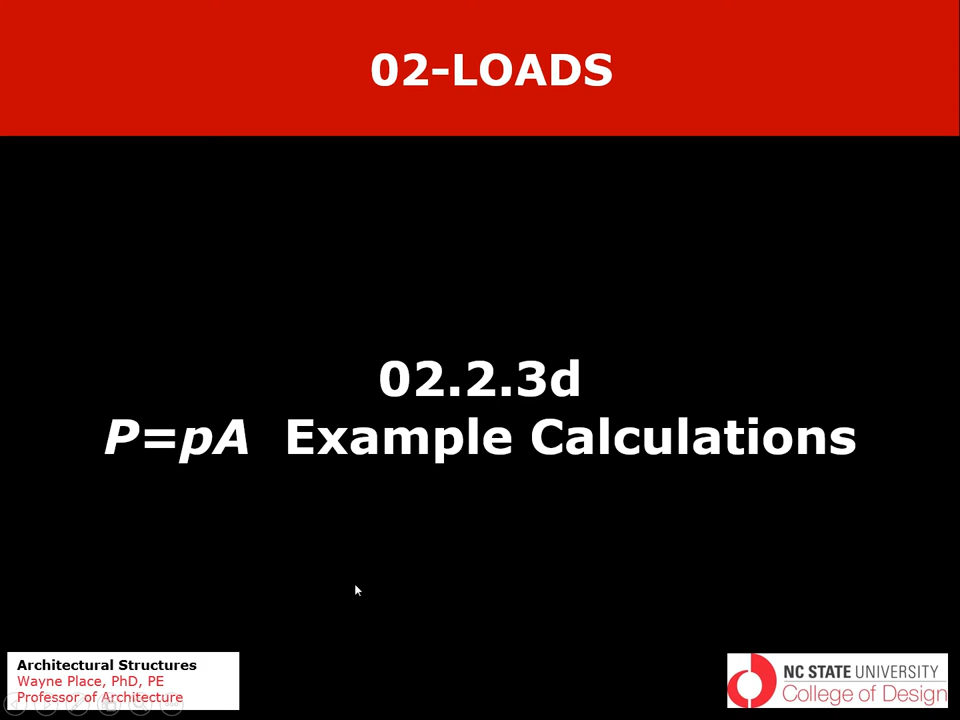 02-LOADS
02.2.3d
P=pA Example Calculations
Architectural Structures
Wayne Place, PhD, PE
Professor of Architecture
NC STATE UNIVERSITY
College of Design